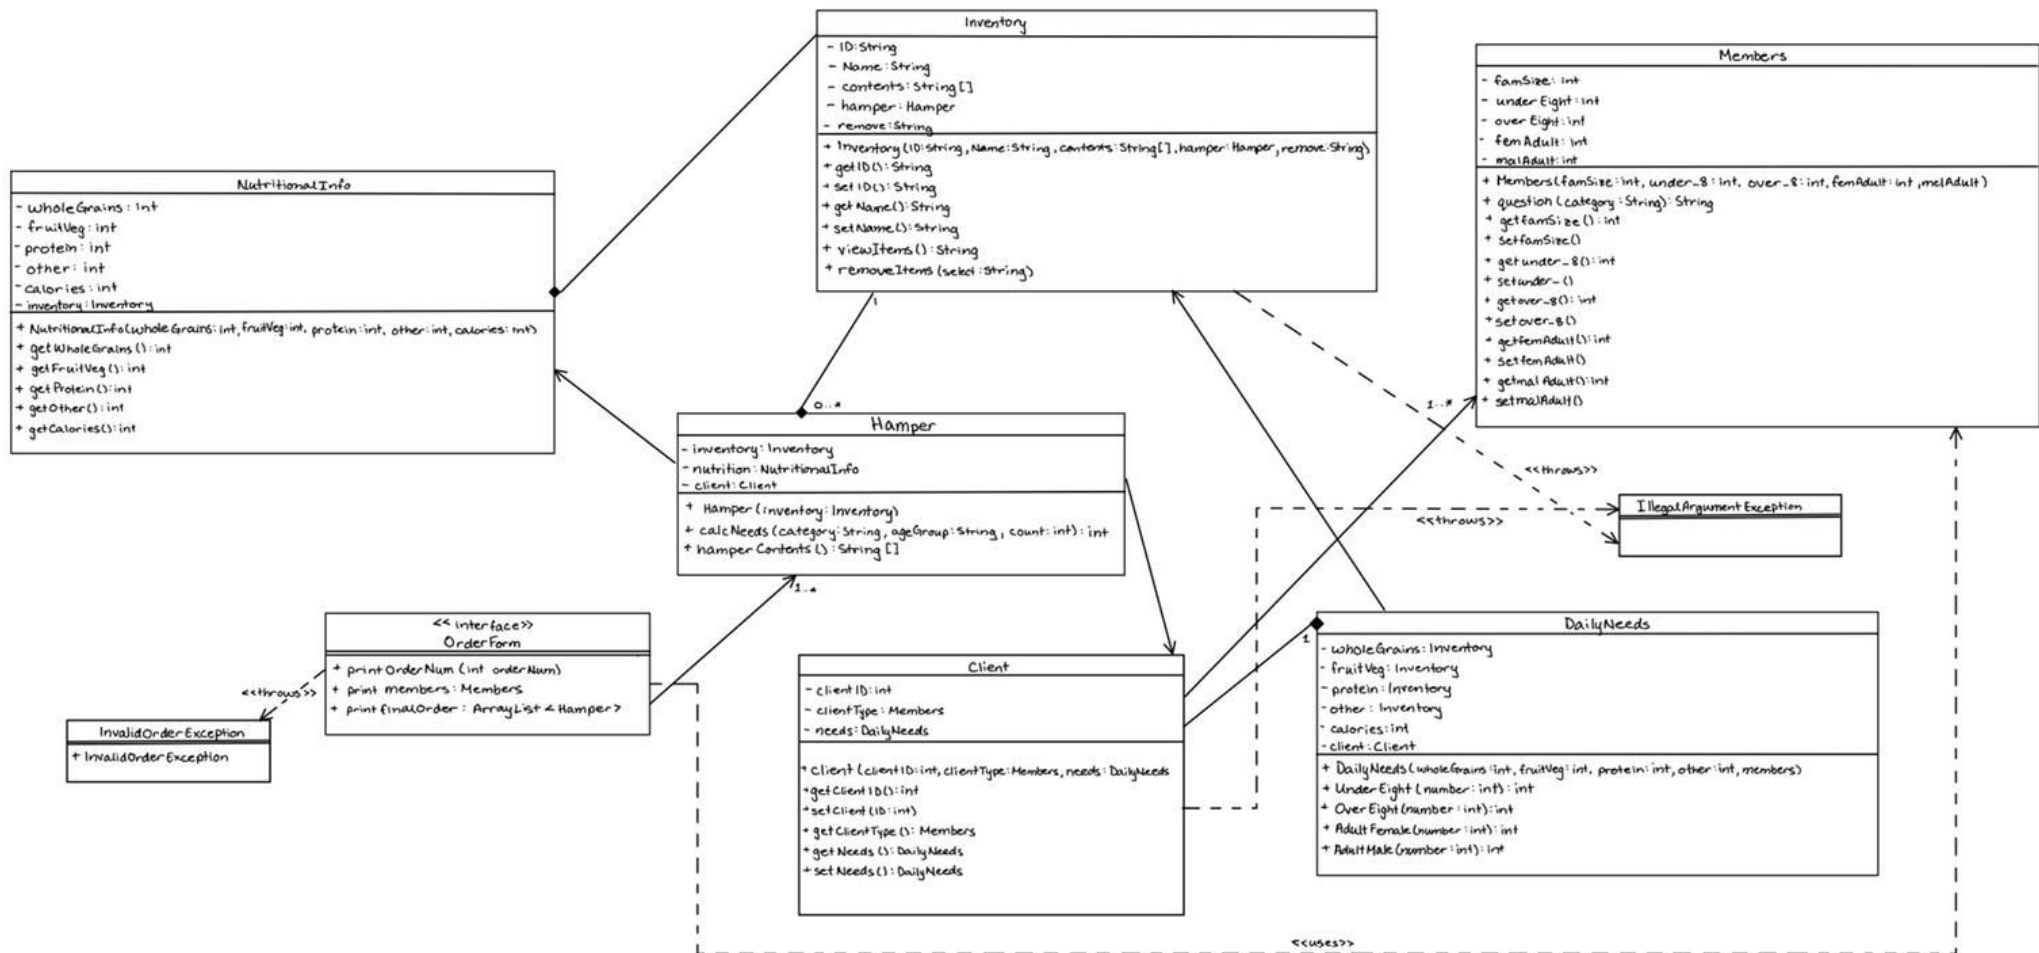 Inventory
- ID:String
- Name:String
- contents:String[]
- hamper:Hamper
- remove:String
+ Inventory(ID:String, Name:String, contents:String[], hamper:Hamper, remove:String)
+ getID():String
+ setID():String
+ getName():String
+ setName():String
+ viewItems():String
+ removeItems(select:String)
Members
- famSize: int
- underEight: int
- overEight: int
- femAdult: int
- malAdult: int
+ Members(famSize: int, under_8: int, over_8: int, femAdult: int, melAdult)
+ question(category: String): String
+ getfamSize(): int
+ setfamSize()
+ getunder_8(): int
+ setunder_()
+ getover_8(): int
+ setover_8()
+ getfemAdult(): int
+ setfemAdult()
+ getmalAdult(): int
+ setmalAdult()
NutritionalInfo
- wholeGrains: int
- fruitVeg: int
- protein: int
- other: int
- calories: int
- inventory: Inventory
+ NutritionalInfo(wholeGrains: int, fruitVeg: int, protein: int, other: int, calories: int)
+ getWholeGrains(): int
+ getFruitVeg(): int
+ getProtein(): int
+ getOther(): int
+ getCalories(): int
1
0..*
Hamper
- inventory: Inventory
- nutrition: NutritionalInfo
- client: Client
+ Hamper(inventory: Inventory)
+ calcNeeds(category: String, ageGroup: String, count: int): int
+ hamperContents(): String[]
1..*
1..*
<<throws>>
<<throws>>
IllegalArgumentException
<<interface>>
OrderForm
+ printOrderNum(int orderNum)
+ print members: Members
+ printfinalOrder: ArrayList<Hamper>
<<throws>>
InvalidOrderException
+ InvalidOrderException
Client
- clientID: int
- clientType: Members
- needs: DailyNeeds
+ Client(clientID: int, clientType: Members, needs: DailyNeeds
+ getClientID(): int
+ setClient(ID: int)
+ getClientType(): Members
+ getNeeds(): DailyNeeds
+ setNeeds(): DailyNeeds
1
DailyNeeds
- wholeGrains: Inventory
- fruitVeg: Inventory
- protein: Inventory
- other: Inventory
- calories: int
- client: Client
+ DailyNeeds(wholeGrains: int, fruitVeg: int, protein: int, other: int, members)
+ UnderEight(number: int): int
+ OverEight(number: int): int
+ AdultFemale(number: int): int
+ AdultMale(number: int): int
<<uses>>